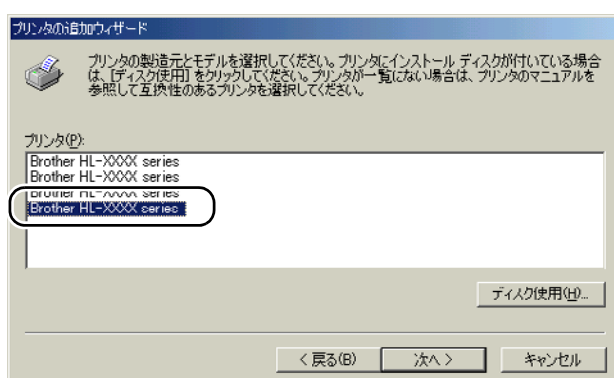 プリンタの追加ウィザード
プリンタの製造元とモデルを選択してください。プリンタにインストール ディスクが付いている場合
は、[ディスク使用] をクリックしてください。プリンタが一覧にない場合は、プリンタのマニュアルを
参照して互換性のあるプリンタを選択してください。
プリンタ(P):
Brother HL-XXXX series
Brother HL-XXXX series
Brother HL-XXXX series
Brother HL-XXXX series
ディスク使用(H)...
< 戻る(B)
次へ >
キャンセル